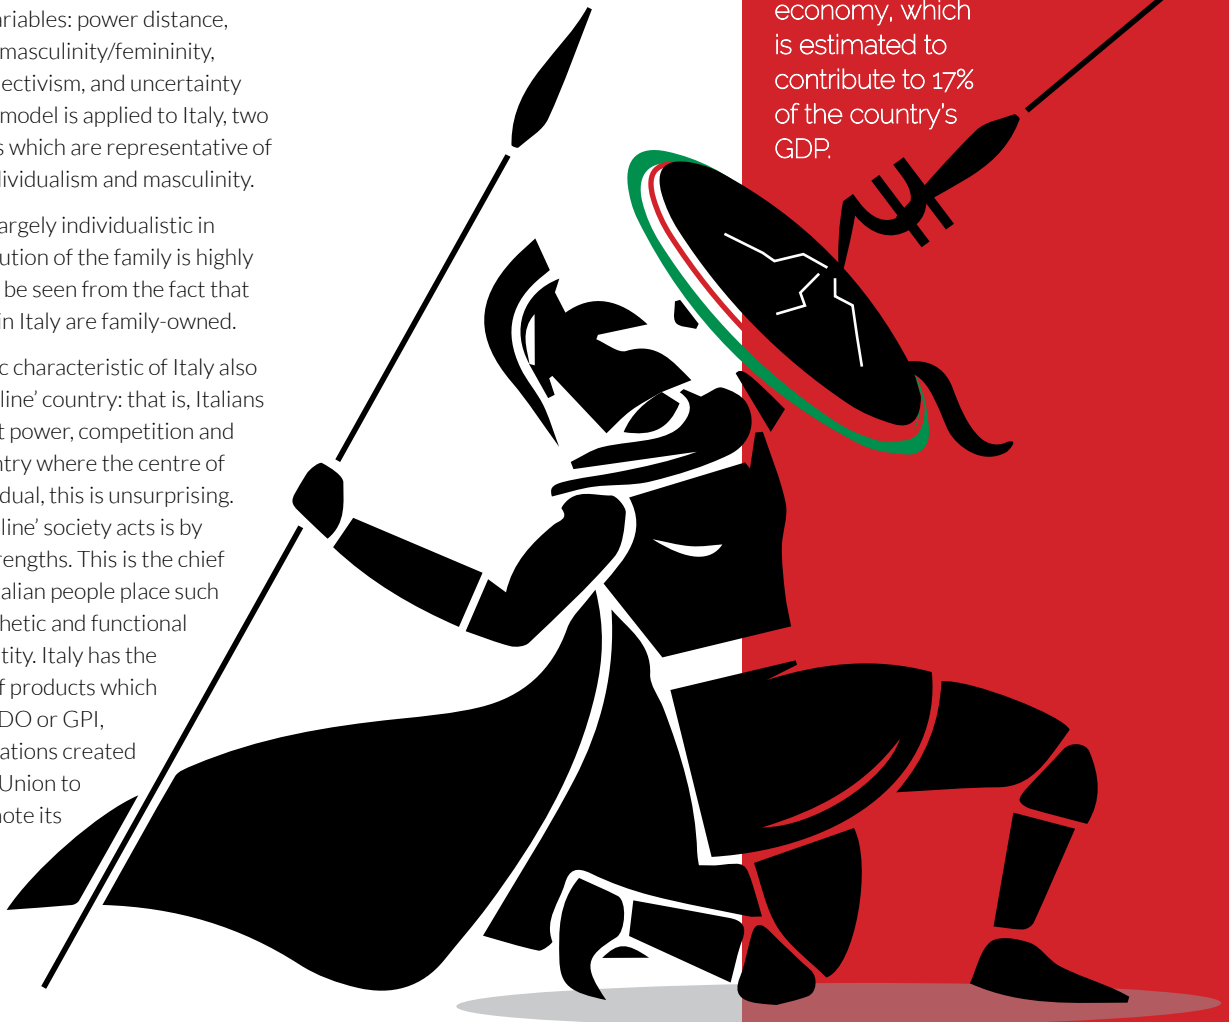 ariables: power distance,
masculinity/femininity,
lectivism, and uncertainty
model is applied to Italy, two
s which are representative of
dividualism and masculinity.
argely individualistic in
ution of the family is highly
be seen from the fact that
in Italy are family-owned.
c characteristic of Italy also
line’ country: that is, Italians
t power, competition and
ntry where the centre of
dual, this is unsurprising.
line’ society acts is by
rengths. This is the chief
talian people place such
hetic and functional
tity. Italy has the
f products which
DO or GPI,
ations created
Union to
note its
economy, which
is estimated to
contribute to 17%
of the country’s
GDP.